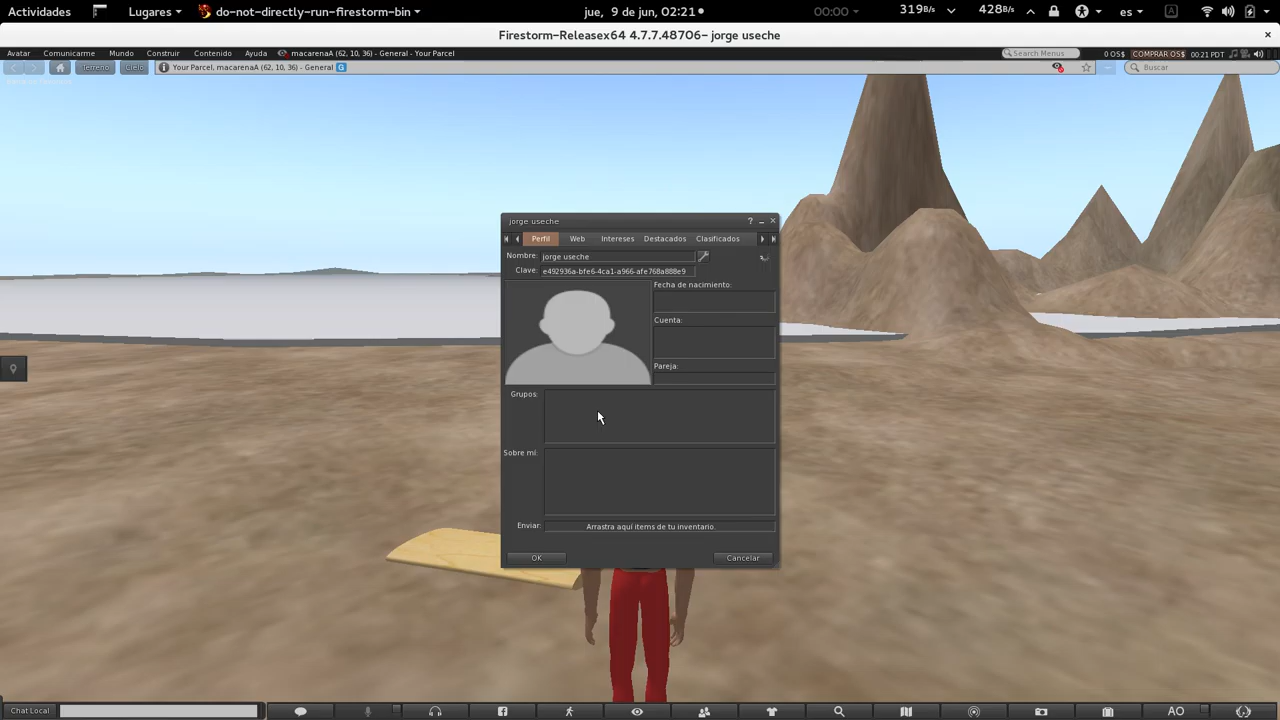 Actividades Lugares do-not-directly-run-firestorm-bin jue, 9 de jun, 02:21 00:00 319B/s 428B/s es A
Firestorm-Releasex64 4.7.7.48706- jorge useche ×
Avatar Comunicarme Mundo Construir Contenido Ayuda macarenaA (62, 10, 36) - General - Your Parcel Search Menus 0 OS$ COMPRAR OS$ 00:21 PDT
Terreno Cielo Your Parcel, macarenaA (62, 10, 36) - General G Buscar
jorge useche ? _ ×
Perfil Web Intereses Destacados Clasificados
Nombre: jorge useche
Clave: e492936a-bfe6-4ca1-a966-afe768a888e9
Fecha de nacimiento:
Cuenta:
Pareja:
Grupos:
Sobre mí:
Enviar: Arrastra aquí items de tu inventario.
OK Cancelar
Chat Local AO